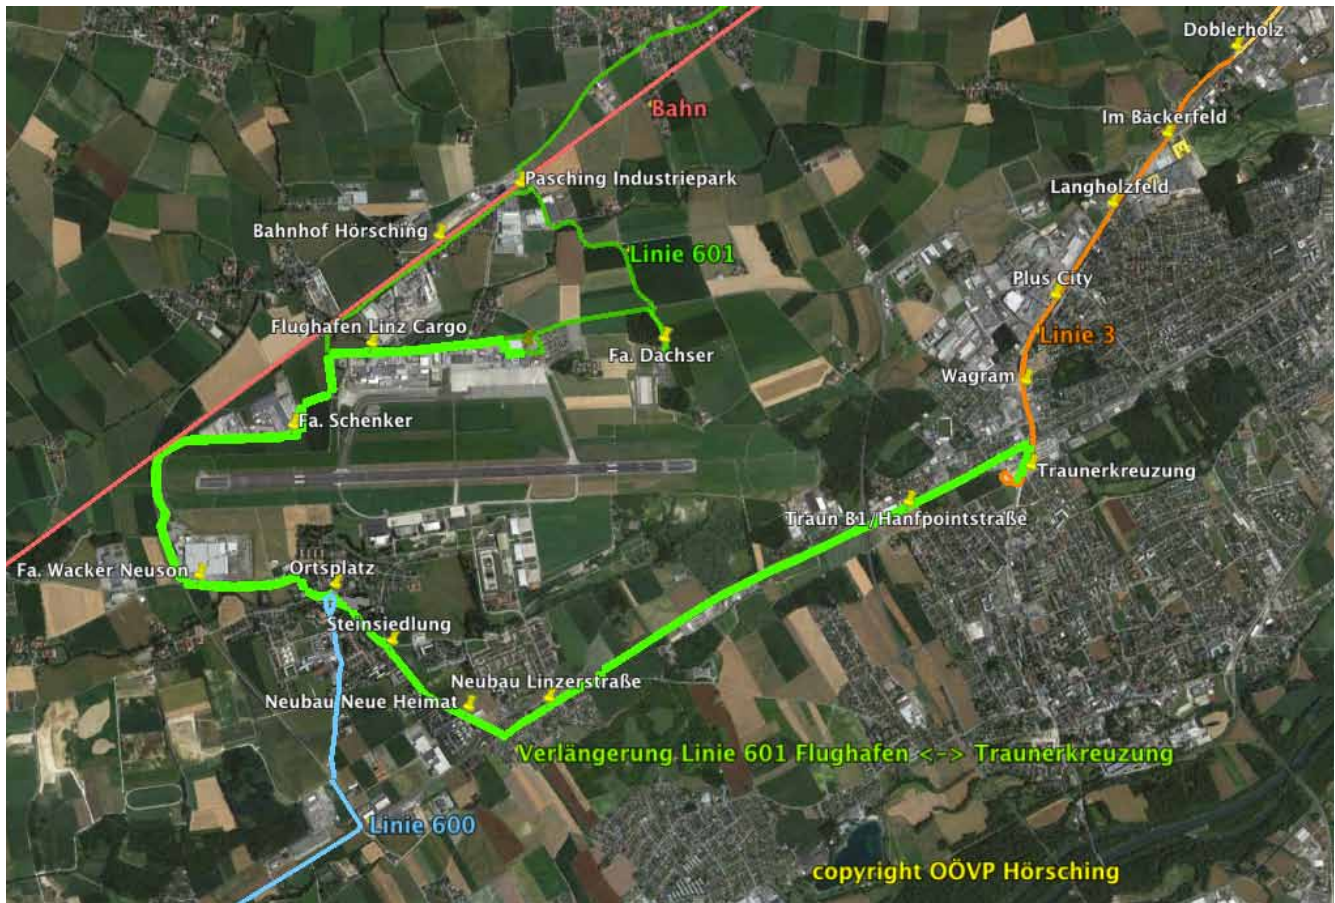 Doblerholz
Bahn
Im Bäckerfeld
Pasching Industriepark
Langholzfeld
Bahnhof Hörsching
Linie 601
Plus City
Flughafen Linz Cargo
Linie 3
Fa. Dachser
Wagram
Fa. Schenker
Traunerkreuzung
Traun B1/Hanfpointstraße
Fa. Wacker Neuson
Ortsplatz
Steinsiedlung
Neubau Linzerstraße
Neubau Neue Heimat
Verlängerung Linie 601 Flughafen <-> Traunerkreuzung
Linie 600
copyright OÖVP Hörsching